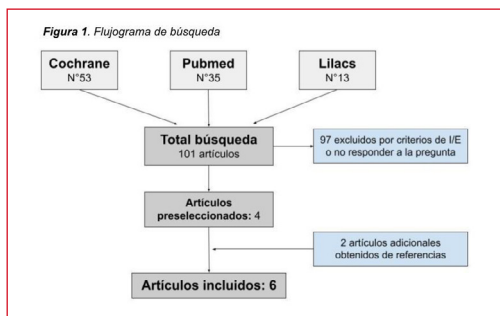 Figura 1. Flujograma de búsqueda
Cochrane
N°53
Pubmed
N°35
Lilacs
N°13
Total búsqueda
101 artículos
97 excluidos por criterios de I/E
o no responder a la pregunta
Artículos
preseleccionados: 4
2 artículos adicionales
obtenidos de referencias
Artículos incluidos: 6